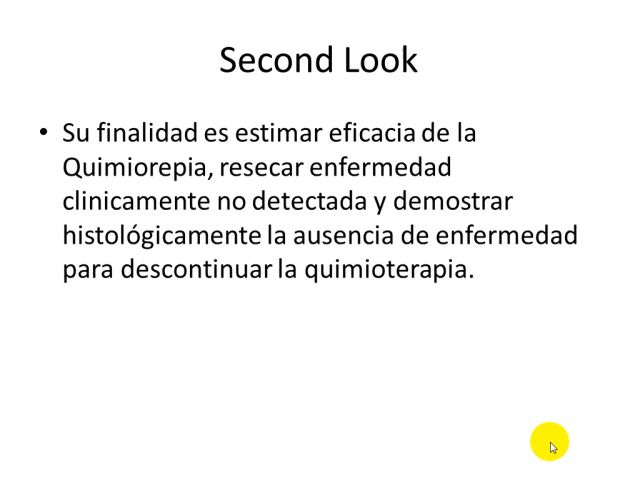 Second Look
• Su finalidad es estimar eficacia de la
Quimiorepia, resecar enfermedad
clinicamente no detectada y demostrar
histológicamente la ausencia de enfermedad
para descontinuar la quimioterapia.